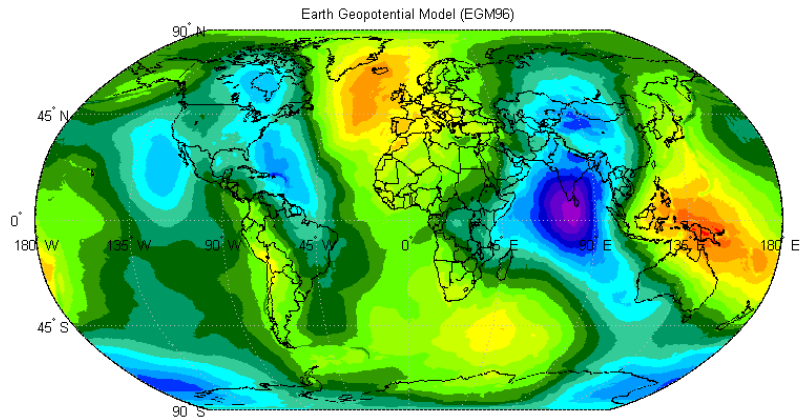 Earth Geopotential Model (EGM96)
90° N
45° N
0°
180° W 135° W 90° W 45° W 0 45° E 90° E 135° E 180° E
45° S
90° S